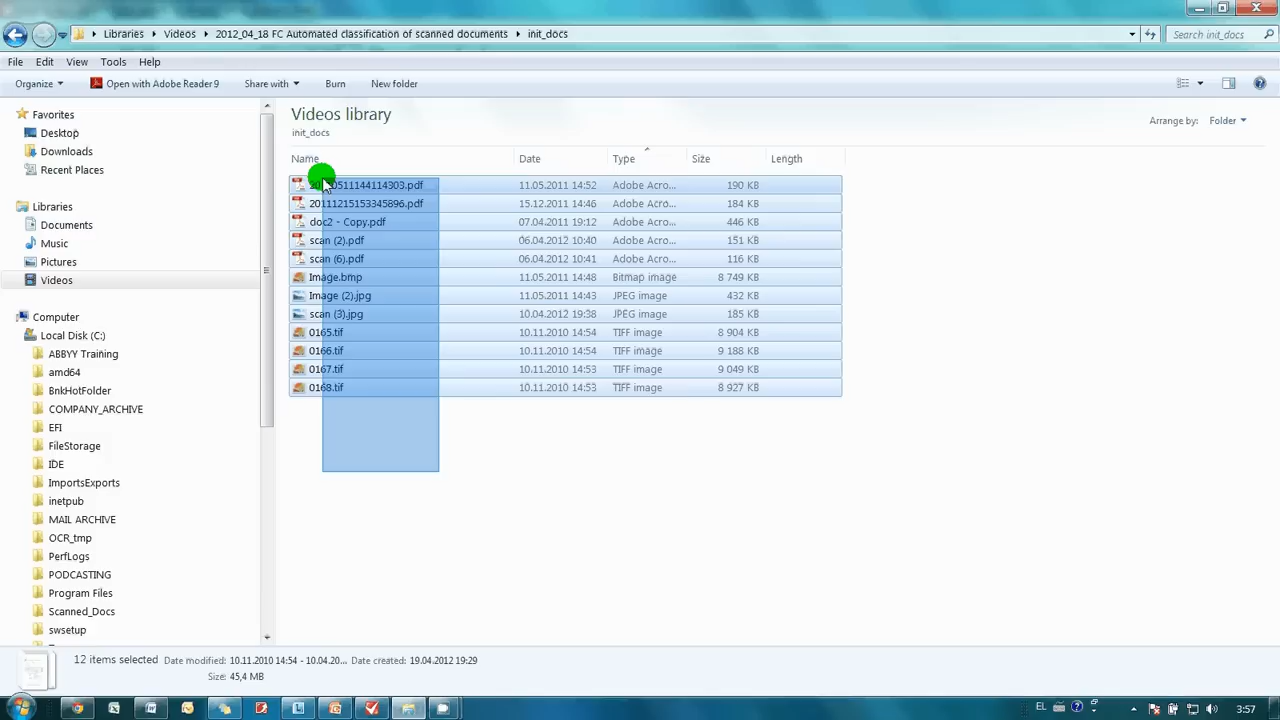 Libraries Videos 2012_04_18 FC Automated classification of scanned documents init_docs Search init_docs
File Edit View Tools Help
Organize Open with Adobe Reader 9 Share with Burn New folder
Favorites
Desktop
Downloads
Recent Places
Libraries
Documents
Music
Pictures
Videos
Computer
Local Disk (C:)
ABBYY Training
amd64
BnkHotFolder
COMPANY_ARCHIVE
EFI
FileStorage
IDE
ImportsExports
inetpub
MAIL ARCHIVE
OCR_tmp
PerfLogs
PODCASTING
Program Files
Scanned_Docs
swsetup
Videos library
init_docs
Arrange by: Folder
Name Date Type Size Length
11.05.2011 14:52 Adobe Acro... 190 KB
20111215153345896.pdf 15.12.2011 14:46 Adobe Acro... 184 KB
doc2 - Copy.pdf 07.04.2011 19:12 Adobe Acro... 446 KB
scan (2).pdf 06.04.2012 10:40 Adobe Acro... 151 KB
scan (6).pdf 06.04.2012 10:41 Adobe Acro... 116 KB
Image.bmp 11.05.2011 14:48 Bitmap image 8 749 KB
Image (2).jpg 11.05.2011 14:43 JPEG image 432 KB
scan (3).jpg 10.04.2012 19:38 JPEG image 185 KB
0165.tif 10.11.2010 14:54 TIFF image 8 904 KB
0166.tif 10.11.2010 14:54 TIFF image 9 188 KB
0167.tif 10.11.2010 14:53 TIFF image 9 049 KB
0168.tif 10.11.2010 14:53 TIFF image 8 927 KB
12 items selected Date modified: 10.11.2010 14:54 - 10.04.20... Date created: 19.04.2012 19:29
Size: 45,4 MB
EL 3:57